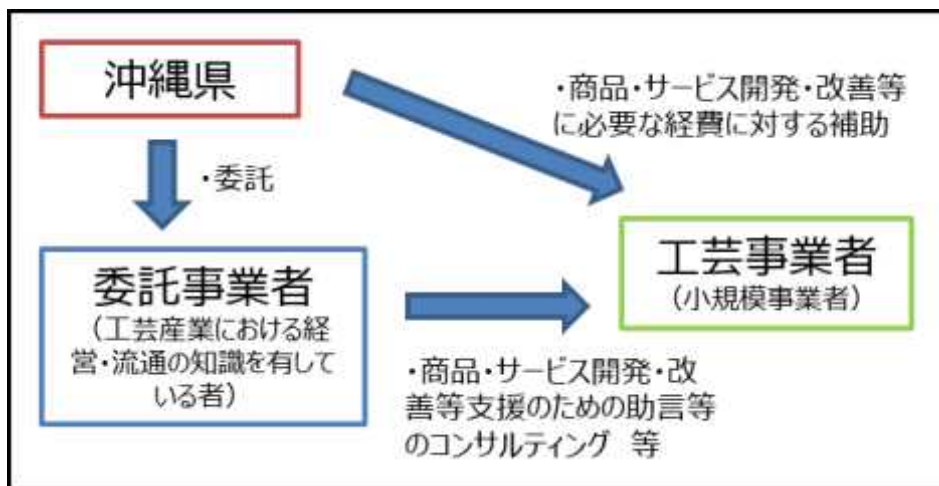 沖縄県
・商品・サービス開発・改善等
に必要な経費に対する補助
・委託
委託事業者
（工芸産業における経
営・流通の知識を有して
いる者）
工芸事業者
（小規模事業者）
・商品・サービス開発・改
善等支援のための助言等
のコンサルティング　等